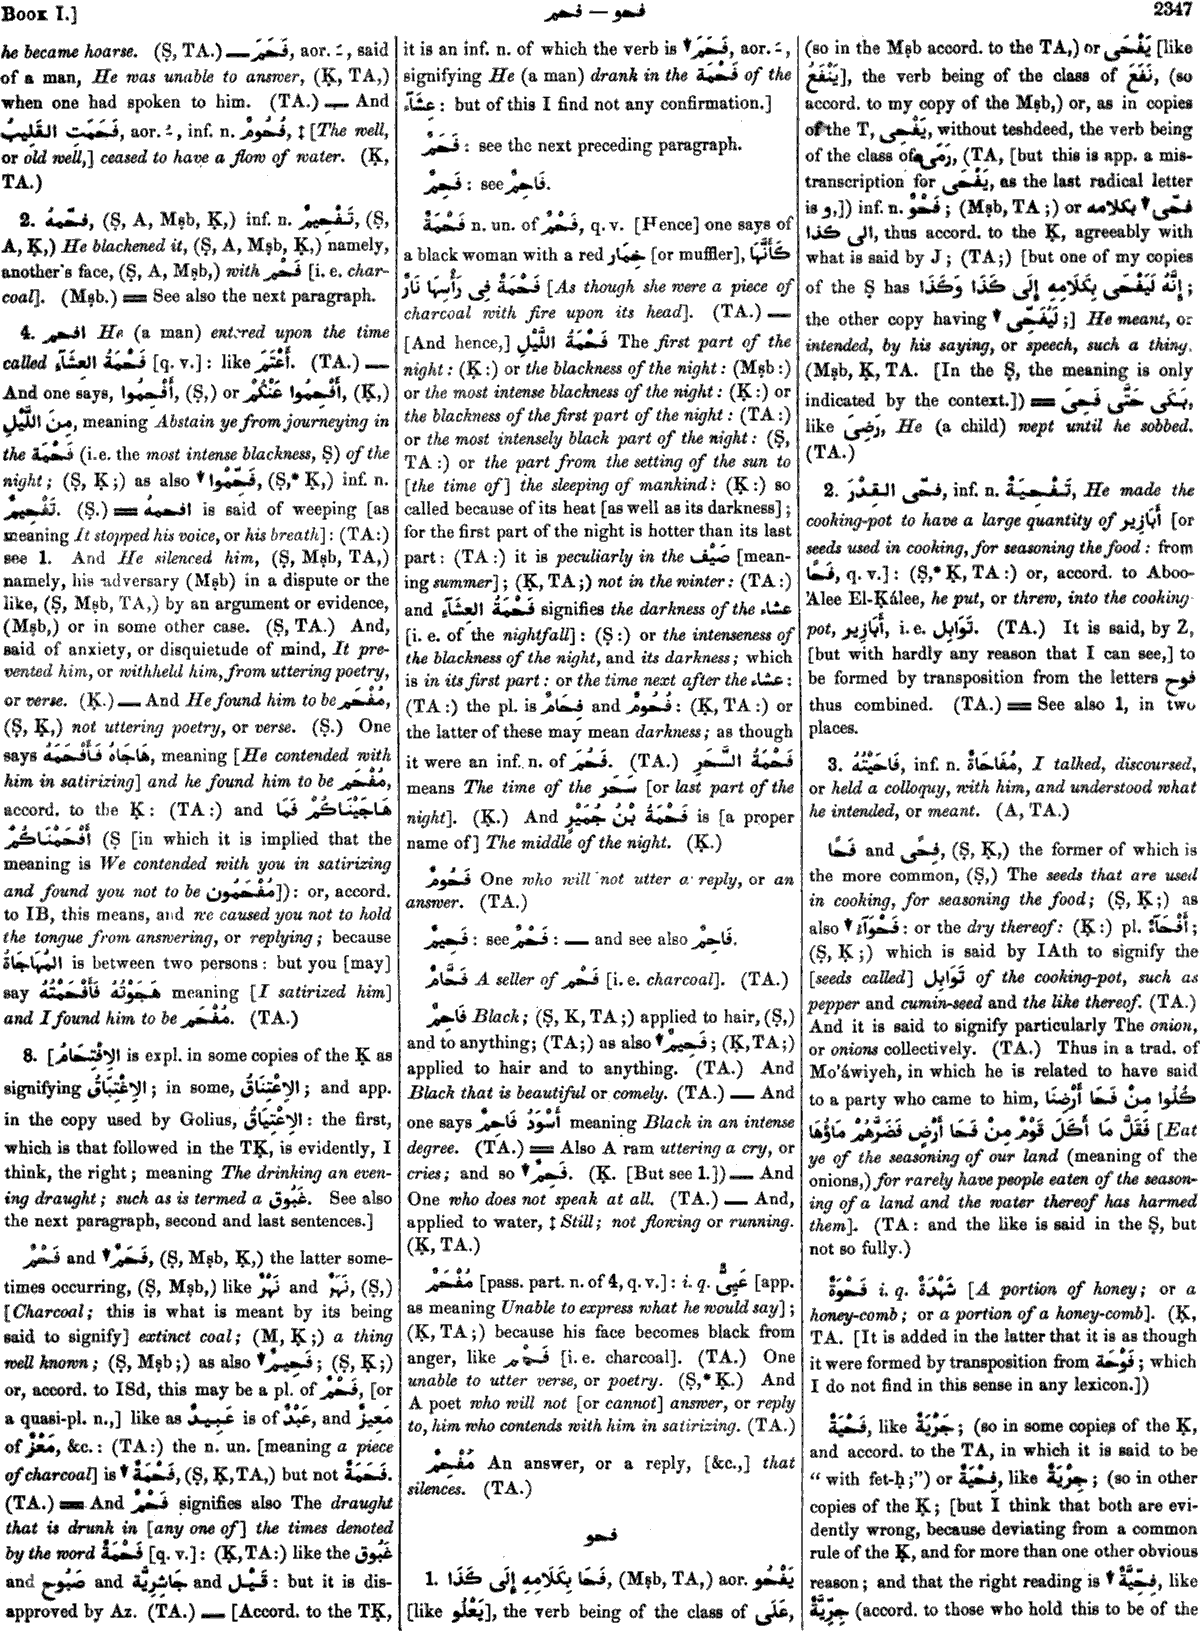 Book I.]
فحو — فحم
2347
he became hoarse. (Ṣ, TA.) — فَحَمَ, aor. ـَ, said
of a man, He was unable to answer, (Ḳ, TA,)
when one had spoken to him. (TA.) — And
فَحَمَتِ القَلِيبُ, aor. ـُ, inf. n. فُحُومٌ, ‡ [The well,
or old well,] ceased to have a flow of water. (Ḳ,
TA.)
2. فحّمهُ, (Ṣ, A, Mṣb, Ḳ,) inf. n. تَفْحِيمٌ, (Ṣ,
A, Ḳ,) He blackened it, (Ṣ, A, Mṣb, Ḳ,) namely,
another's face, (Ṣ, A, Mṣb,) with فَحْم [i. e. char-
coal]. (Mṣb.) ═ See also the next paragraph.
4. افحم He (a man) entered upon the time
called فَحْمَةُ العِشَآءِ [q. v.] : like أَعْتَمَ. (TA.) —
And one says, أَفْحِمُوا, (Ṣ,) or أَفْحِمُوا عَنْكُمْ, (Ḳ,)
مِنَ اللَّيْلِ, meaning Abstain ye from journeying in
the فَحْمَة (i.e. the most intense blackness, Ṣ) of the
night ; (Ṣ, Ḳ ;) as also ▾ فَحِّمُوا, (Ṣ,* Ḳ,) inf. n.
تَفْحِيمٌ. (Ṣ.) ═ افحمهُ is said of weeping [as
meaning It stopped his voice, or his breath] : (TA :)
see 1. And He silenced him, (Ṣ, Mṣb, TA,)
namely, his adversary (Mṣb) in a dispute or the
like, (Ṣ, Mṣb, TA,) by an argument or evidence,
(Mṣb,) or in some other case. (Ṣ, TA.) And,
said of anxiety, or disquietude of mind, It pre-
vented him, or withheld him, from uttering poetry,
or verse. (Ḳ.) — And He found him to be مُفْحَم,
(Ṣ, Ḳ,) not uttering poetry, or verse. (Ṣ.) One
says هَاجَاهُ فَأَفْحَمَهُ, meaning [He contended with
him in satirizing] and he found him to be مُفْحَم,
accord. to the Ḳ : (TA :) and هَاجَيْنَاكُمْ فَمَا
أَفْحَمْنَاكُمْ (Ṣ [in which it is implied that the
meaning is We contended with you in satirizing
and found you not to be مُفْحَمُون]) : or, accord.
to IB, this means, and we caused you not to hold
the tongue from answering, or replying ; because
المُهَاجَاةُ is between two persons : but you [may]
say هَجَوْتُهُ فَأَفْحَمْتُهُ meaning [I satirized him]
and I found him to be مُفْحَم. (TA.)
8. [الاِفْتِحَامُ is expl. in some copies of the Ḳ as
signifying الاِغْتِبَاقُ ; in some, الاِعْتِنَاقُ ; and app.
in the copy used by Golius, الاِعْتِيَاقُ : the first,
which is that followed in the TḲ, is evidently, I
think, the right ; meaning The drinking an even-
ing draught ; such as is termed a غَبُوق. See also
the next paragraph, second and last sentences.]
فَحْمٌ and ▾ فَحَمٌ, (Ṣ, Mṣb, Ḳ,) the latter some-
times occurring, (Ṣ, Mṣb,) like نَهْرٌ and نَهَرٌ, (Ṣ,)
[Charcoal ; this is what is meant by its being
said to signify] extinct coal ; (M, Ḳ ;) a thing
well known ; (Ṣ, Mṣb ;) as also ▾ فَحِيمٌ ; (Ṣ, Ḳ ;)
or, accord. to ISd, this may be a pl. of فَحْمٌ, [or
a quasi-pl. n.,] like as عَبِيدٌ is of عَبْدٌ, and مَعِيزٌ
of مَعْزٌ, &c. : (TA :) the n. un. [meaning a piece
of charcoal] is ▾ فَحْمَةٌ, (Ṣ, Ḳ, TA,) but not فَحَمَةٌ.
(TA.) ═ And فَحْمٌ signifies also The draught
that is drunk in [any one of] the times denoted
by the word فَحْمَةٌ [q. v.] : (Ḳ, TA :) like the غَبُوق
and صَبُوح and جَاشِرِيَّة and قَيْل : but it is dis-
approved by Az. (TA.) — [Accord. to the TḲ,
it is an inf. n. of which the verb is ▾ فَحَمَ, aor. ـَ,
signifying He (a man) drank in the فَحْمَة of the
عِشَآء : but of this I find not any confirmation.]
فَحَمٌ : see the next preceding paragraph.
فَحِمٌ : see فَاحِمٌ.
فَحْمَةٌ n. un. of فَحْمٌ, q. v. [Hence] one says of
a black woman with a red خِمَار [or muffler], كَأَنَّهَا
فَحْمَةٌ فِى رَأْسِهَا نَارٌ [As though she were a piece of
charcoal with fire upon its head]. (TA.) —
[And hence,] فَحْمَةُ اللَّيْلِ The first part of the
night : (Ḳ :) or the blackness of the night : (Mṣb :)
or the most intense blackness of the night : (Ḳ :) or
the blackness of the first part of the night : (TA :)
or the most intensely black part of the night : (Ṣ,
TA :) or the part from the setting of the sun to
[the time of] the sleeping of mankind : (Ḳ :) so
called because of its heat [as well as its darkness] ;
for the first part of the night is hotter than its last
part : (TA :) it is peculiarly in the صَيْف [mean-
ing summer] ; (Ḳ, TA ;) not in the winter : (TA :)
and فَحْمَةُ العِشَآءِ signifies the darkness of the عشاء
[i. e. of the nightfall] : (Ṣ :) or the intenseness of
the blackness of the night, and its darkness ; which
is in its first part : or the time next after the عشاء :
(TA :) the pl. is فِحَامٌ and فُحُومٌ : (Ḳ, TA :) or
the latter of these may mean darkness ; as though
it were an inf. n. of فَحُمَ. (TA.) فَحْمَةُ السَّحَرِ
means The time of the سَحَر [or last part of the
night]. (Ḳ.) And فَحْمَةُ بْنُ جُمَيْرٍ is [a proper
name of] The middle of the night. (Ḳ.)
فَحُومٌ One who will not utter a reply, or an
answer. (TA.)
فَحِيمٌ : see فَحْمٌ : — and see also فَاحِمٌ.
فَحَّامٌ A seller of فَحْم [i. e. charcoal]. (TA.)
فَاحِمٌ Black ; (Ṣ, K, TA ;) applied to hair, (Ṣ,)
and to anything ; (TA ;) as also ▾ فَحِيمٌ ; (Ḳ, TA ;)
applied to hair and to anything. (TA.) And
Black that is beautiful or comely. (TA.) — And
one says أَسْوَدُ فَاحِمٌ meaning Black in an intense
degree. (TA.) ═ Also A ram uttering a cry, or
cries ; and so ▾ فَحِمٌ. (Ḳ. [But see 1.]) — And
One who does not speak at all. (TA.) — And,
applied to water, ‡ Still ; not flowing or running.
(Ḳ, TA.)
مُفْحَمٌ [pass. part. n. of 4, q. v.] : i. q. عَيِىٌّ [app.
as meaning Unable to express what he would say] ;
(Ḳ, TA ;) because his face becomes black from
anger, like فَحْم [i. e. charcoal]. (TA.) One
unable to utter verse, or poetry. (Ṣ,* Ḳ.) And
A poet who will not [or cannot] answer, or reply
to, him who contends with him in satirizing. (TA.)
مُفْحِمٌ An answer, or a reply, [&c.,] that
silences. (TA.)
فحو
1. فَحَا بِكَلَامِهِ إِلَى كَذَا, (Mṣb, TA,) aor. يَفْحُو
[like يَعْلُو], the verb being of the class of عَلَى,
(so in the Mṣb accord. to the TA,) or يَفْحَى [like
يَنْفَعُ], the verb being of the class of نَفَعَ, (so
accord. to my copy of the Mṣb,) or, as in copies
of the T, يَفْحِى, without teshdeed, the verb being
of the class of رَمَى, (TA, [but this is app. a mis-
transcription for يَفْحَى, as the last radical letter
is و,]) inf. n. فَحْوٌ ; (Mṣb, TA ;) or ▾ فحّى بكلامه
الى كذا, thus accord. to the Ḳ, agreeably with
what is said by J ; (TA ;) [but one of my copies
of the Ṣ has إِنَّهُ لَيَفْحَى بِكَلَامِهِ إِلَى كَذَا وَكَذَا ;
the other copy having ▾ لَيُفَحِّى ;] He meant, or
intended, by his saying, or speech, such a thing.
(Mṣb, Ḳ, TA. [In the Ṣ, the meaning is only
indicated by the context.]) ═ بَكَى حَتَّى فَحِىَ,
like رَضِىَ, He (a child) wept until he sobbed.
(TA.)
2. فحّى القِدْرَ, inf. n. تَفْحِيَةٌ, He made the
cooking-pot to have a large quantity of أَبَازِير [or
seeds used in cooking, for seasoning the food : from
فَحًا, q. v.] : (Ṣ,* Ḳ, TA :) or, accord. to Aboo-
'Alee El-Ḳálee, he put, or threw, into the cooking-
pot, أَبَازِير, i. e. تَوَابِل. (TA.) It is said, by Z,
[but with hardly any reason that I can see,] to
be formed by transposition from the letters فوح
thus combined. (TA.) ═ See also 1, in two
places.
3. فَاحَيْتُهُ, inf. n. مُفَاحَاةٌ, I talked, discoursed,
or held a colloquy, with him, and understood what
he intended, or meant. (A, TA.)
فَحًا and فِحًى, (Ṣ, Ḳ,) the former of which is
the more common, (Ṣ,) The seeds that are used
in cooking, for seasoning the food ; (Ṣ, Ḳ ;) as
also ▾ فَحْوَآءُ : or the dry thereof : (Ḳ :) pl. أَفْحَآءٌ ;
(Ṣ, Ḳ ;) which is said by IAth to signify the
[seeds called] تَوَابِل of the cooking-pot, such as
pepper and cumin-seed and the like thereof. (TA.)
And it is said to signify particularly The onion,
or onions collectively. (TA.) Thus in a trad. of
Mo'áwiyeh, in which he is related to have said
to a party who came to him, كُلُوا مِنْ فَحَا أَرْضِنَا
فَقَلَّ مَا أَكَلَ قَوْمٌ مِنْ فَحَا أَرْضٍ فَضَرَّهُمْ مَاؤُهَا [Eat
ye of the seasoning of our land (meaning of the
onions,) for rarely have people eaten of the season-
ing of a land and the water thereof has harmed
them]. (TA : and the like is said in the Ṣ, but
not so fully.)
فَحْوَةٌ i. q. شَهْدَةٌ [A portion of honey ; or a
honey-comb ; or a portion of a honey-comb]. (Ḳ,
TA. [It is added in the latter that it is as though
it were formed by transposition from فَوْحَة ; which
I do not find in this sense in any lexicon.])
فَحْيَةٌ, like جَرْيَةٌ ; (so in some copies of the Ḳ,
and accord. to the TA, in which it is said to be
“ with fet-ḥ ;”) or فِحْيَةٌ, like جِرْيَةٌ ; (so in other
copies of the Ḳ ; [but I think that both are evi-
dently wrong, because deviating from a common
rule of the Ḳ, and for more than one other obvious
reason ; and that the right reading is ▾ فِحِّيَّةٌ, like
جِرِّيَّةٌ (accord. to those who hold this to be of the